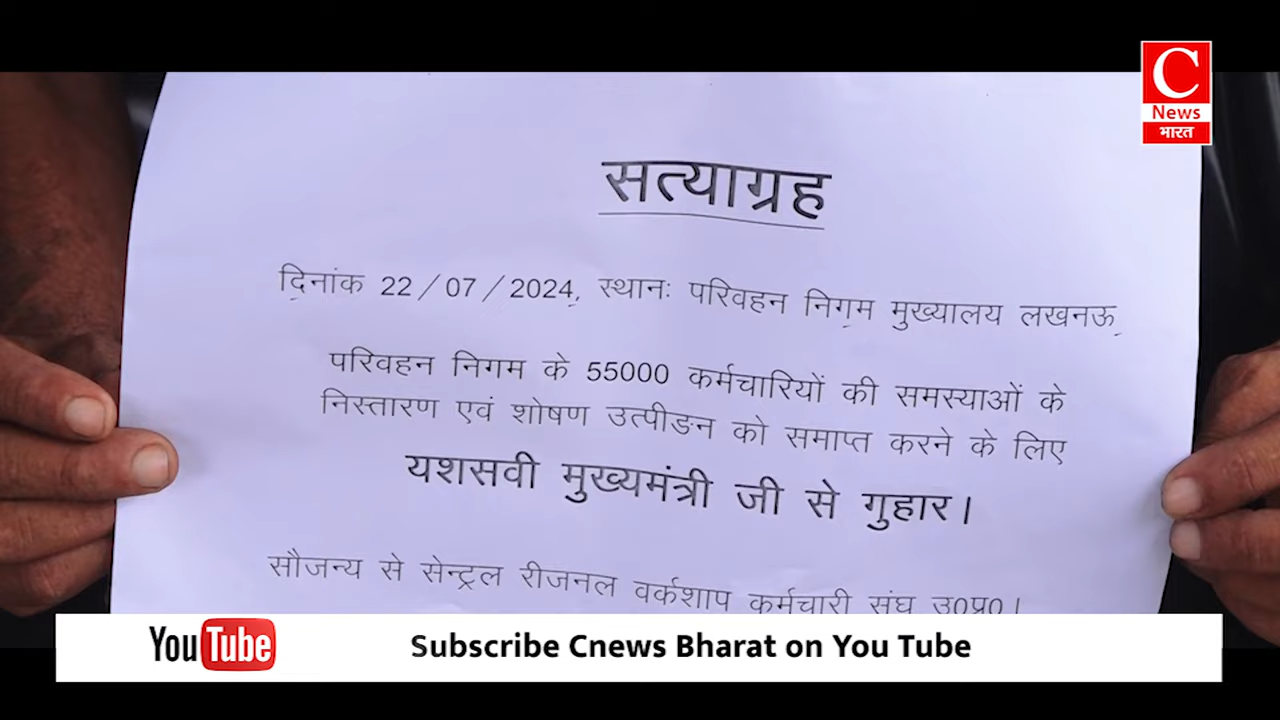 C
News
भारत
सत्याग्रह
दिनांक 22/07/2024, स्थानः परिवहन निगम मुख्यालय लखनऊ
परिवहन निगम के 55000 कर्मचारियों की समस्याओं के
निस्तारण एवं शोषण उत्पीडन को समाप्त करने के लिए
यशसवी मुख्यमंत्री जी से गुहार।
सौजन्य से सेन्ट्रल रीजनल वर्कशाप कर्मचारी संघ उ0प्र0।
YouTube Subscribe Cnews Bharat on You Tube